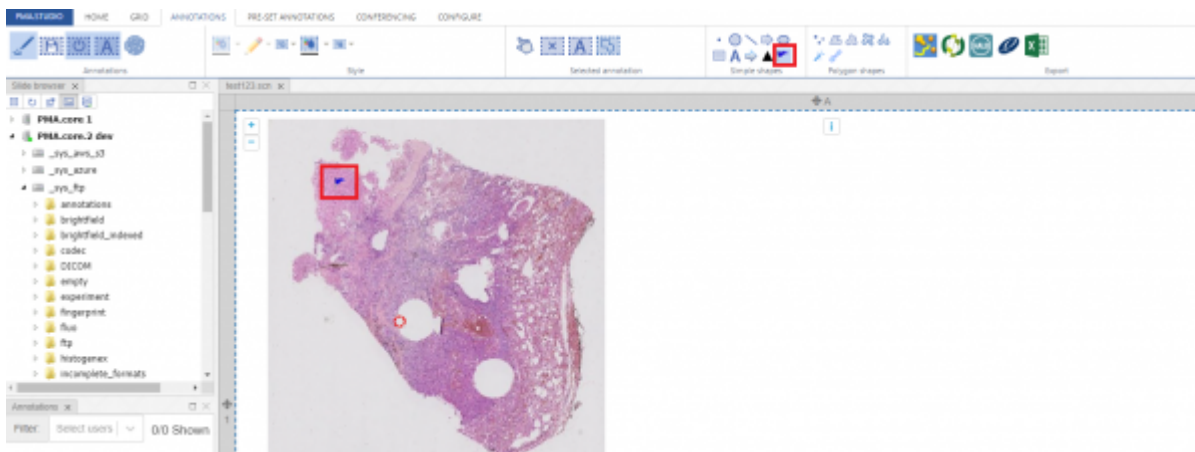 PMA.STUDIO HOME GRID ANNOTATIONS PRE-SET ANNOTATIONS CONFERENCING CONFIGURE
Annotations Style Selected annotation Simple shapes Polygon shapes Export
Slide browser test123.scn
A
PMA.core 1
PMA.core.2 dev
_sys_aws_s3
_sys_azure
_sys_ftp
annotations
brightfield
brightfield_indexed
codec
DICOM
empty
experiment
fingerprint
fluo
ftp
histogenex
incomplete_formats
Annotations
1
Filter: Select users 0/0 Shown